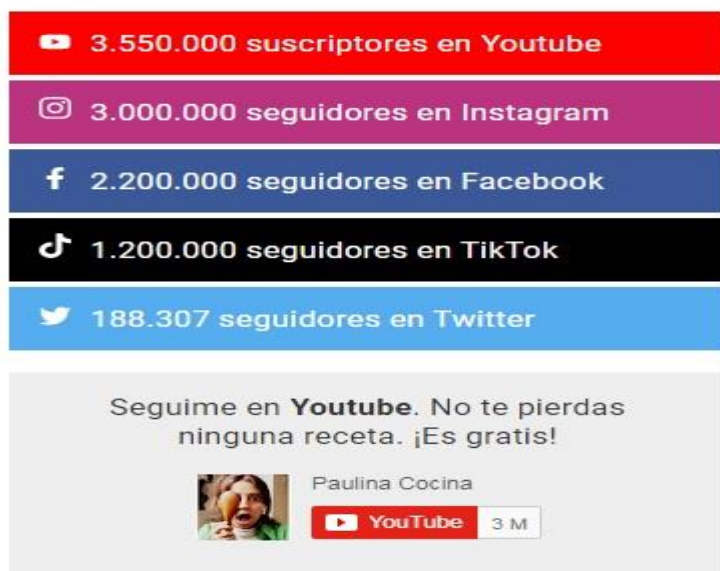 3.550.000 suscriptores en Youtube
3.000.000 seguidores en Instagram
2.200.000 seguidores en Facebook
1.200.000 seguidores en TikTok
188.307 seguidores en Twitter
Seguime en Youtube. No te pierdas
ninguna receta. ¡Es gratis!
Paulina Cocina
YouTube 3 M